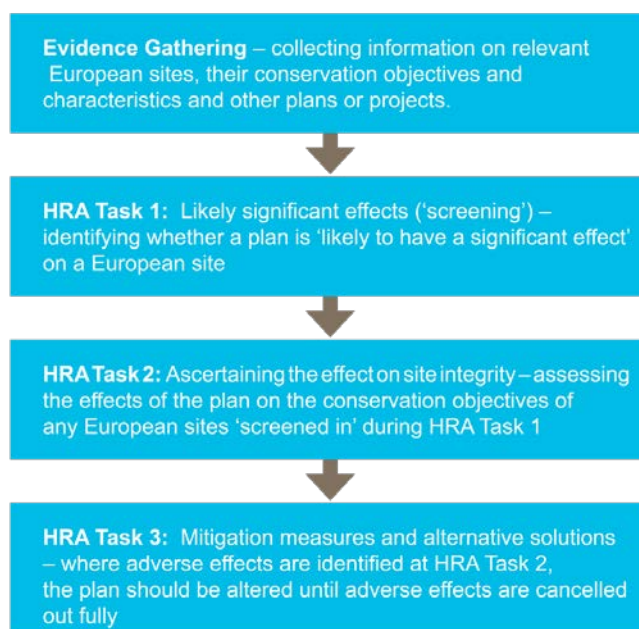 Evidence Gathering – collecting information on relevant
European sites, their conservation objectives and
characteristics and other plans or projects.
HRA Task 1: Likely significant effects (‘screening’) –
identifying whether a plan is ‘likely to have a significant effect’
on a European site
HRA Task 2: Ascertaining the effect on site integrity – assessing
the effects of the plan on the conservation objectives of
any European sites ‘screened in’ during HRA Task 1
HRA Task 3: Mitigation measures and alternative solutions
– where adverse effects are identified at HRA Task 2,
the plan should be altered until adverse effects are cancelled
out fully